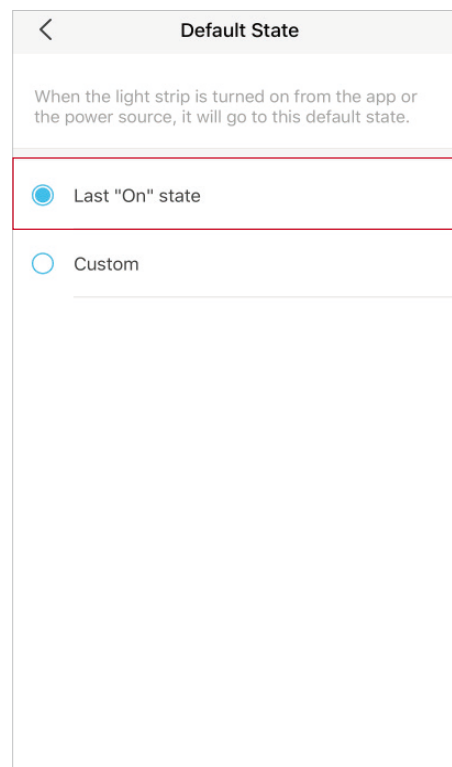 Default State
When the light strip is turned on from the app or
the power source, it will go to this default state.
Last "On" state
Custom